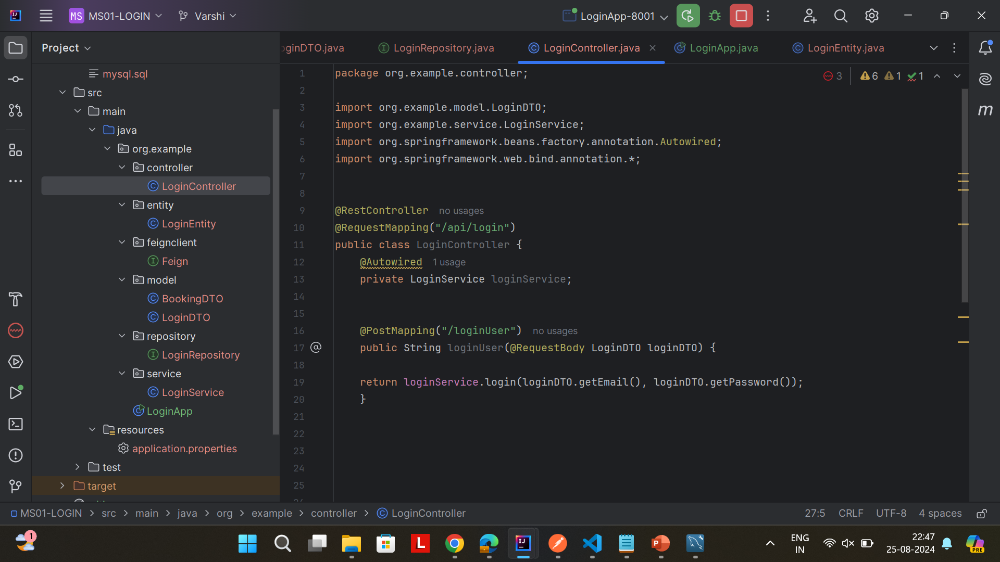 MS MS01-LOGIN Varshi LoginApp-8001
Project
ginDTO.java LoginRepository.java LoginController.java LoginApp.java LoginEntity.java
mysql.sql
src
main
java
org.example
controller
LoginController
entity
LoginEntity
feignclient
Feign
model
BookingDTO
LoginDTO
repository
LoginRepository
service
LoginService
LoginApp
resources
application.properties
test
target
3 6 1 1
1 package org.example.controller;
2
3 import org.example.model.LoginDTO;
4 import org.example.service.LoginService;
5 import org.springframework.beans.factory.annotation.Autowired;
6 import org.springframework.web.bind.annotation.*;
7
8
9 @RestController no usages
10 @RequestMapping("/api/login")
11 public class LoginController {
12 @Autowired 1 usage
13 private LoginService loginService;
14
15
16 @PostMapping("/loginUser") no usages
17 public String loginUser(@RequestBody LoginDTO loginDTO) {
18
19 return loginService.login(loginDTO.getEmail(), loginDTO.getPassword());
20 }
21
22
23
24
25
MS01-LOGIN > src > main > java > org > example > controller > LoginController 27:5 CRLF UTF-8 4 spaces
1
ENG
IN
22:47
25-08-2024
PRE